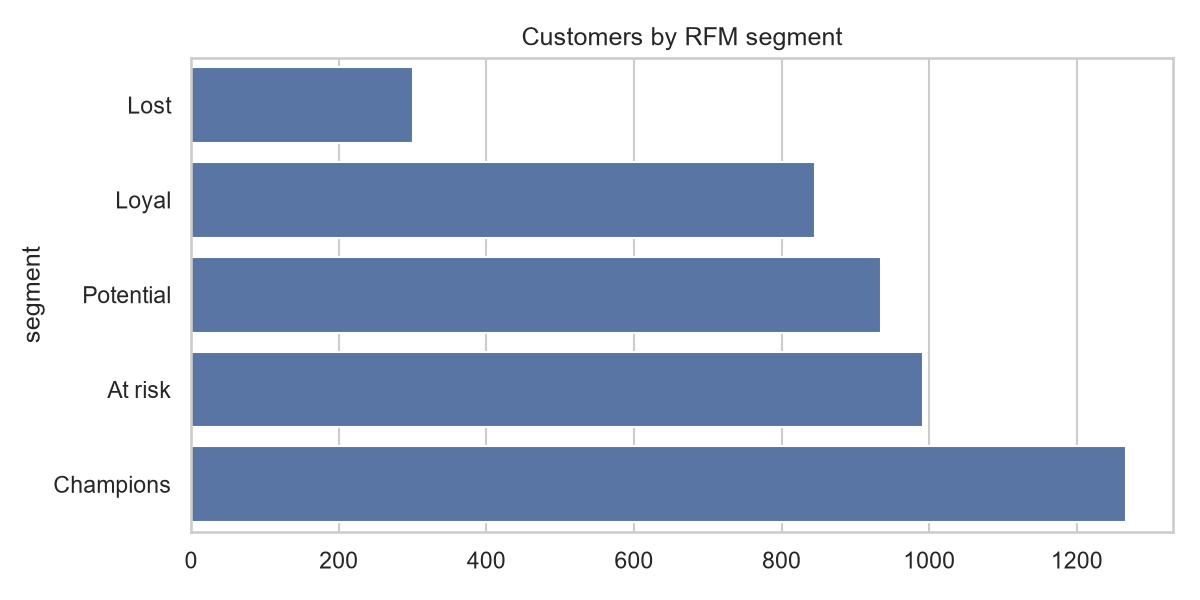 Customers by RFM segment
segment
Lost
Loyal
Potential
At risk
Champions
0 200 400 600 800 1000 1200